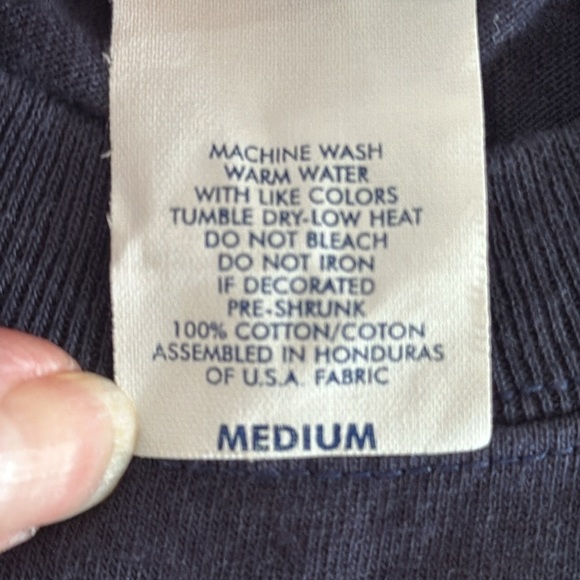 MACHINE WASH
WARM WATER
WITH LIKE COLORS
TUMBLE DRY-LOW HEAT
DO NOT BLEACH
DO NOT IRON
IF DECORATED
PRE-SHRUNK
100% COTTON/COTON
ASSEMBLED IN HONDURAS
OF U.S.A. FABRIC
MEDIUM